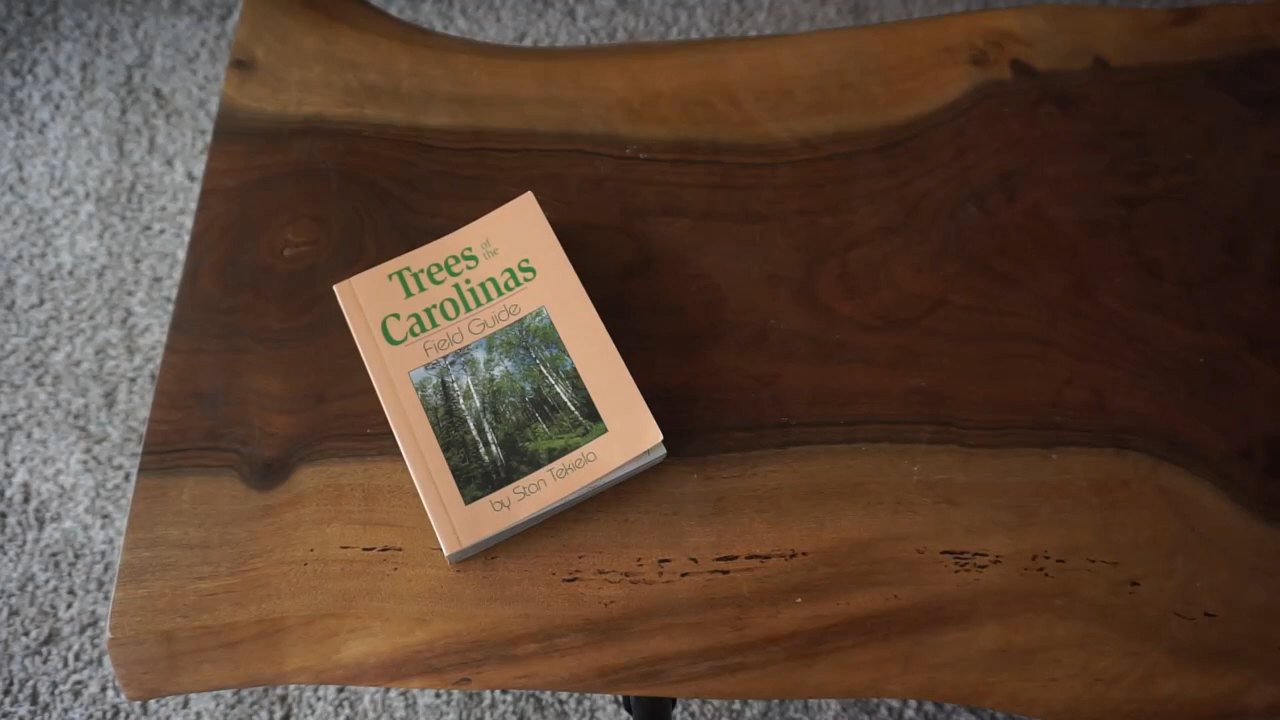 Trees of the
Carolinas
Field Guide
by Stan Tekiela